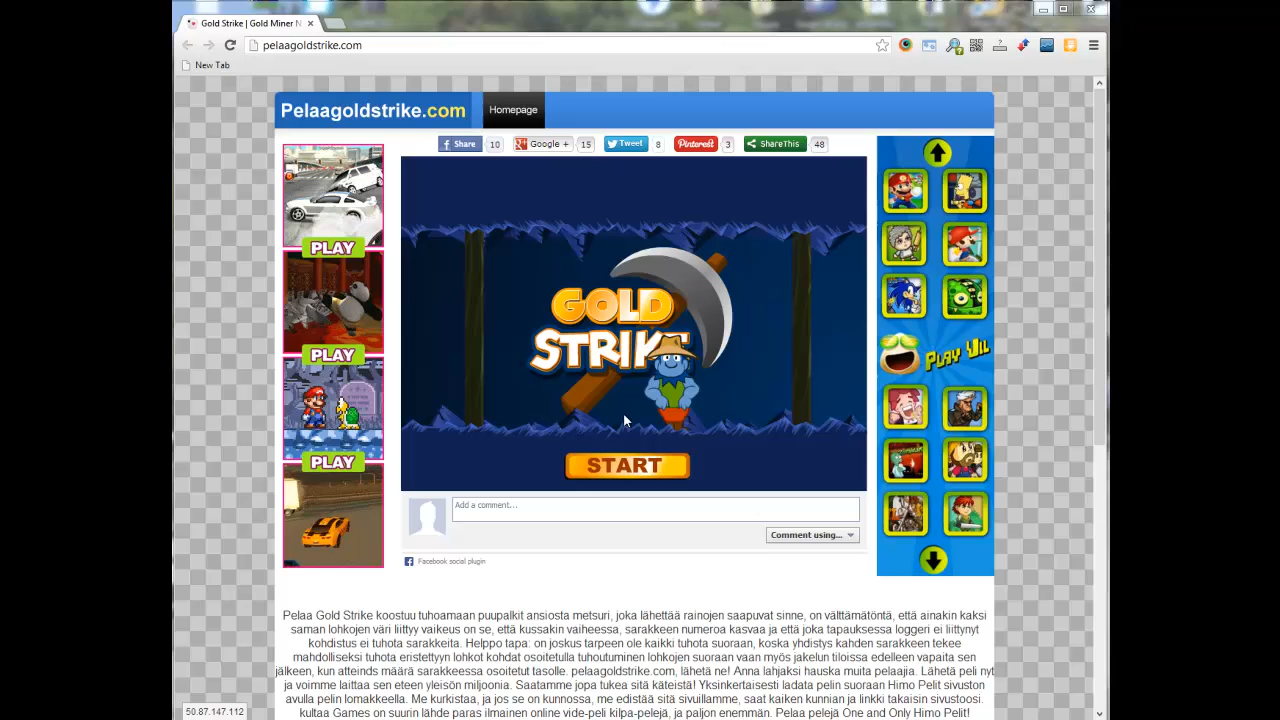 Gold Strike | Gold Miner N
pelaagoldstrike.com
New Tab
Pelaagoldstrike.com
Homepage
Share 10 Google + 15 Tweet 8 Pinterest 3 ShareThis 48
PLAY
PLAY
PLAY
GOLD
STRIKE
START
Add a comment...
Comment using...
Facebook social plugin
Pelaa Gold Strike koostuu tuhoamaan puupalkit ansiosta metsuri, joka lähettää rainojen saapuvat sinne, on välttämätöntä, että ainakin kaksi
saman lohkojen väri liittyy vaikeus on se, että kussakin vaiheessa, sarakkeen numeroa kasvaa ja että joka tapauksessa loggeri ei liittynyt
kohdistus ei tuhota sarakkeita. Helppo tapa: on joskus tarpeen ole kaikki tuhota suoraan, koska yhdistys kahden sarakkeen tekee
mahdolliseksi tuhota eristettyyn lohkot kohdat osoitetulla tuhoutuminen lohkojen suoraan vaan myös jakelun tiloissa edelleen vapaita sen
jälkeen, kun atteinds määrä sarakkeessa osoitetut tasolle. pelaagoldstrike.com, lähetä ne! Anna lahjaksi hauska muita pelaajia. Lähetä peli nyt
ja voimme laittaa sen eteen yleisön miljoonia. Saatamme jopa tukea sitä käteistä! Yksinkertaisesti ladata pelin suoraan Himo Pelit sivuston
avulla pelin lomakkeella. Me kurkistaa, ja jos se on kunnossa, me edistää sitä sivuillamme, saat kaiken kunnian ja linkki takaisin sivustoosi.
kultaa Games on suurin lähde paras ilmainen online vide-peli kilpa-pelejä, ja paljon enemmän. Pelaa pelejä One and Only Himo Pelit!
50.87.147.112